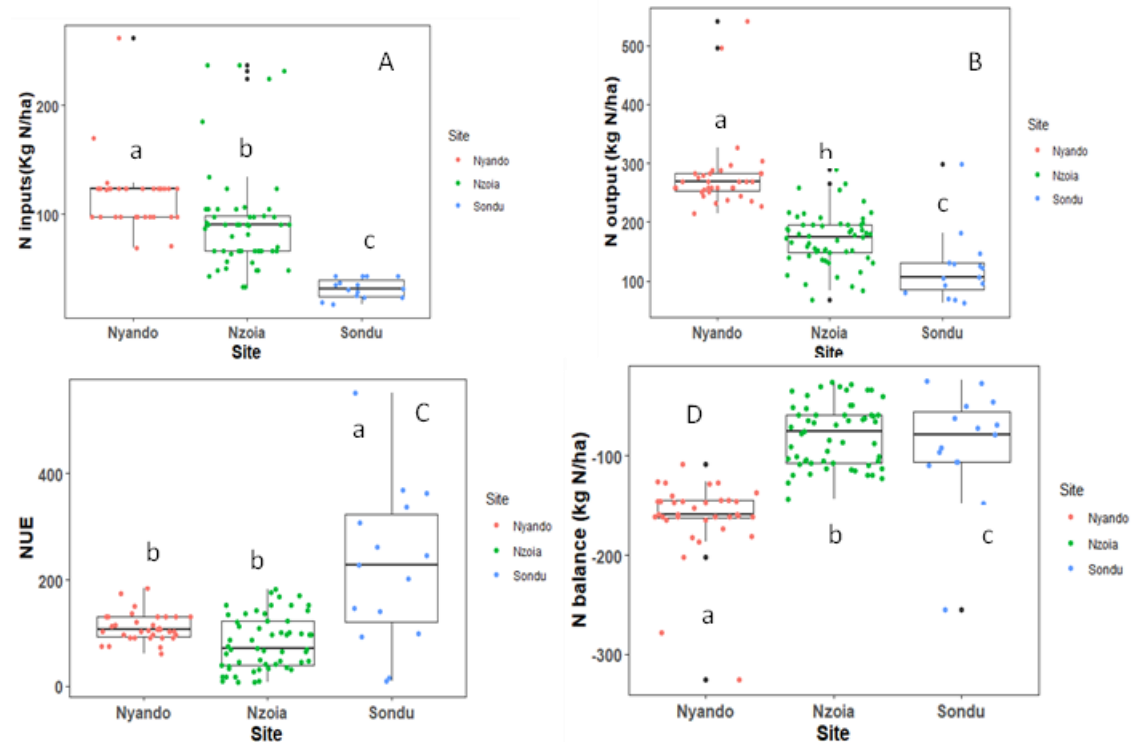 A
N inputs(Kg N/ha)
200
100
a
b
c
Site
Nyando
Nzoia
Sondu
Nyando
Nzoia
Sondu
Site
B
N output (kg N/ha)
500
400
300
200
100
a
c
Site
Nyando
Nzoia
Sondu
Nyando
Nzoia
Sondu
C
NUE
400
200
0
b
b
a
Site
Nyando
Nzoia
Sondu
Nyando
Nzoia
Sondu
Site
D
N balance (kg N/ha)
-100
-200
-300
a
b
c
Site
Nyando
Nzoia
Sondu
Nyando
Nzoia
Sondu
Site